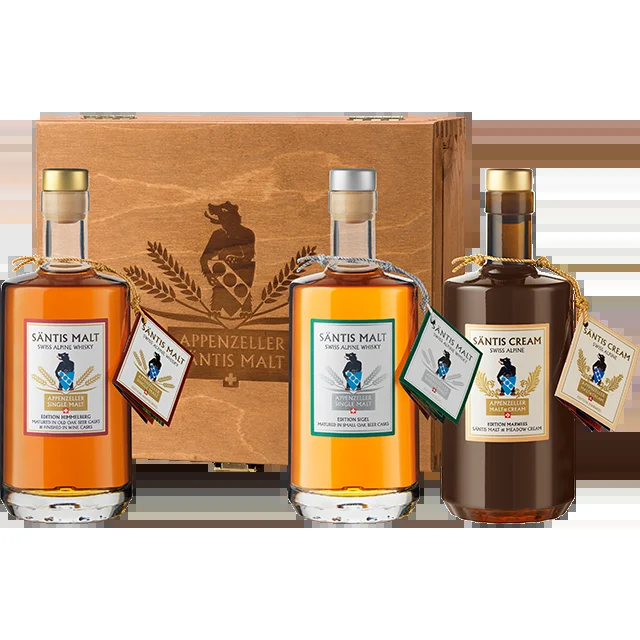 APPENZELLER
SÄNTIS MALT
SÄNTIS MALT
SWISS ALPINE WHISKY
APPENZELLER
SINGLE MALT
EDITION HIMMELBERG
MATURED IN OLD OAK BEER CASKS
& FINISHED IN WINE CASKS
SÄNTIS MALT
SÄNTIS MALT
SWISS ALPINE WHISKY
APPENZELLER
SINGLE MALT
EDITION SIGEL
MATURED IN SMALL OAK BEER CASKS
SÄNTIS MALT
SÄNTIS CREAM
SWISS ALPINE
APPENZELLER
MALT & CREAM
EDITION MARWEES
SÄNTIS MALT & MEADOW CREAM
SÄNTIS CREAM